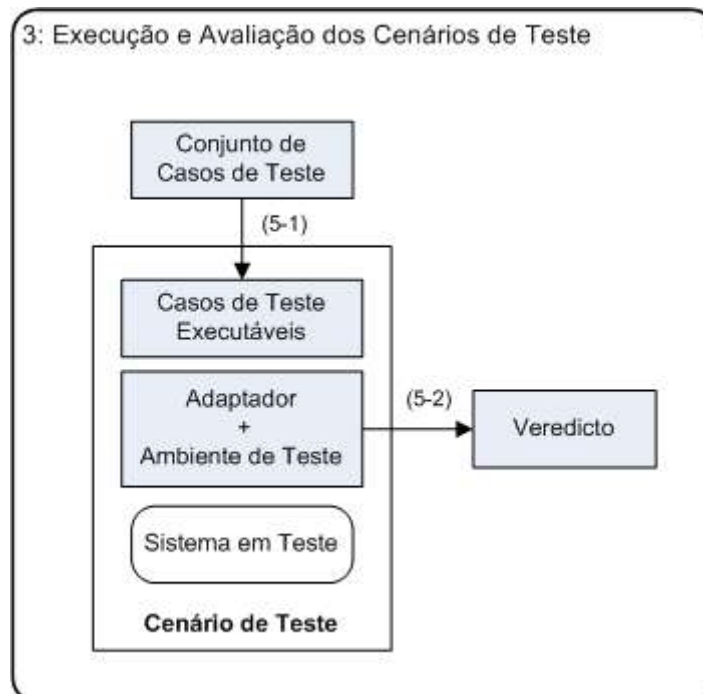 3: Execução e Avaliação dos Cenários de Teste
Conjunto de
Casos de Teste
(5-1)
Casos de Teste
Executáveis
Adaptador
+
Ambiente de Teste
(5-2)
Veredicto
Sistema em Teste
Cenário de Teste